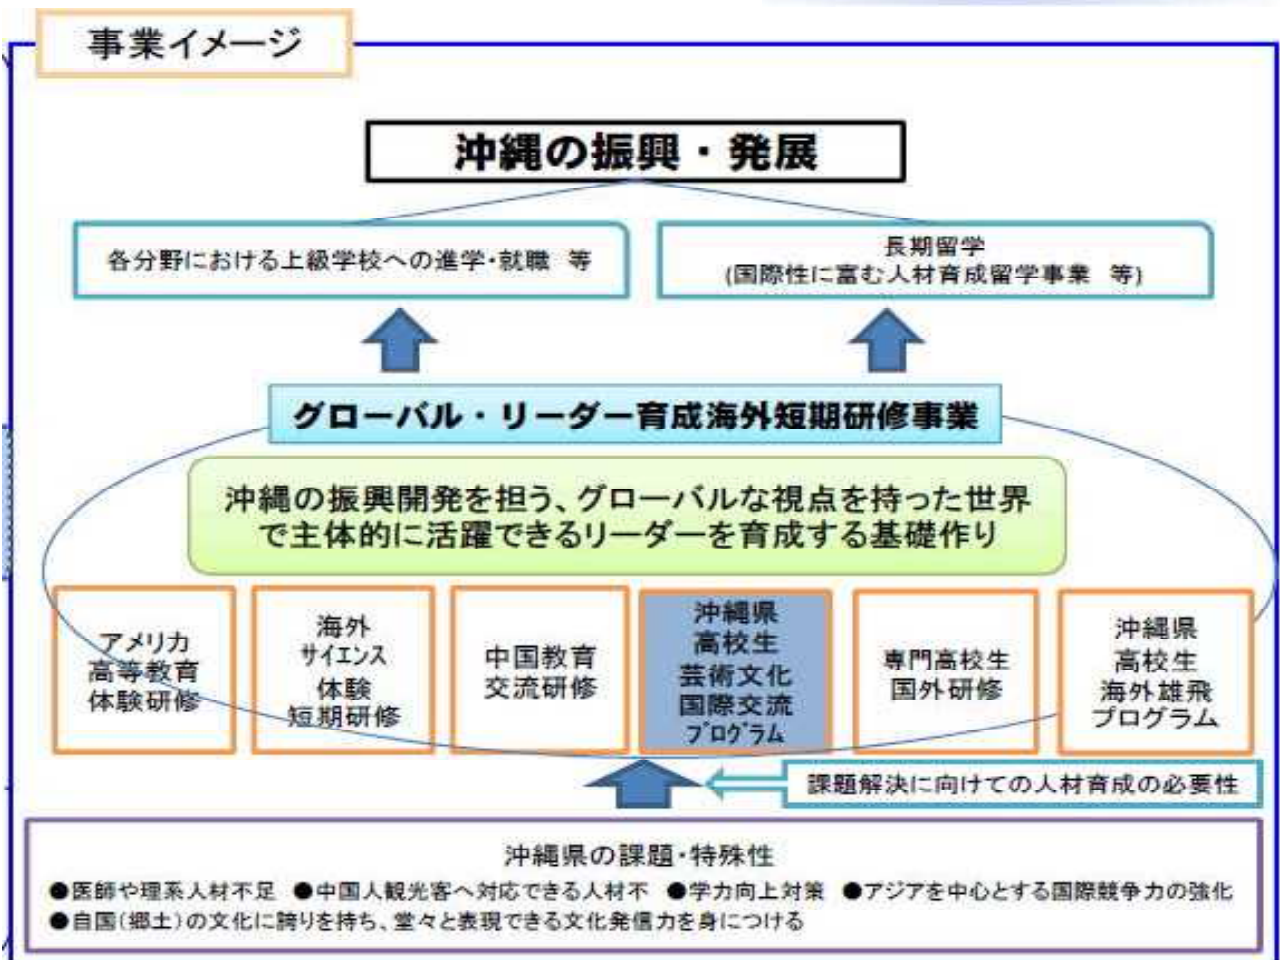 事業イメージ
沖縄の振興・発展
各分野における上級学校への進学・就職 等
長期留学
(国際性に富む人材育成留学事業 等)
グローバル・リーダー育成海外短期研修事業
沖縄の振興開発を担う、グローバルな視点を持った世界
で主体的に活躍できるリーダーを育成する基礎作り
アメリカ
高等教育
体験研修
海外
サイエンス
体験
短期研修
中国教育
交流研修
沖縄県
高校生
芸術文化
国際交流
プログラム
専門高校生
国外研修
沖縄県
高校生
海外雄飛
プログラム
課題解決に向けての人材育成の必要性
沖縄県の課題・特殊性
●医師や理系人材不足 ●中国人観光客へ対応できる人材不 ●学力向上対策 ●アジアを中心とする国際競争力の強化
●自国(郷土)の文化に誇りを持ち、堂々と表現できる文化発信力を身につける